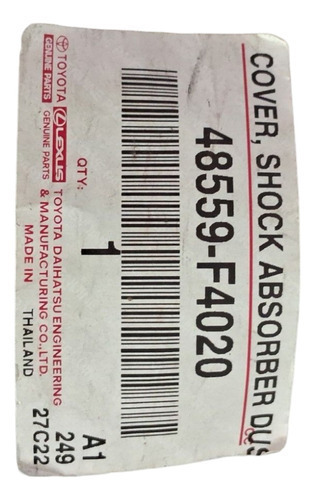 COVER, SHOCK ABSORBER DUS
48559-F4020
QTY:
1
TOYOTA
GENUINE PARTS
LEXUS
GENUINE PARTS
TOYOTA DAIHATSU ENGINEERING
& MANUFACTURING CO.,LTD.
MADE IN THAILAND
A1
249
27C22